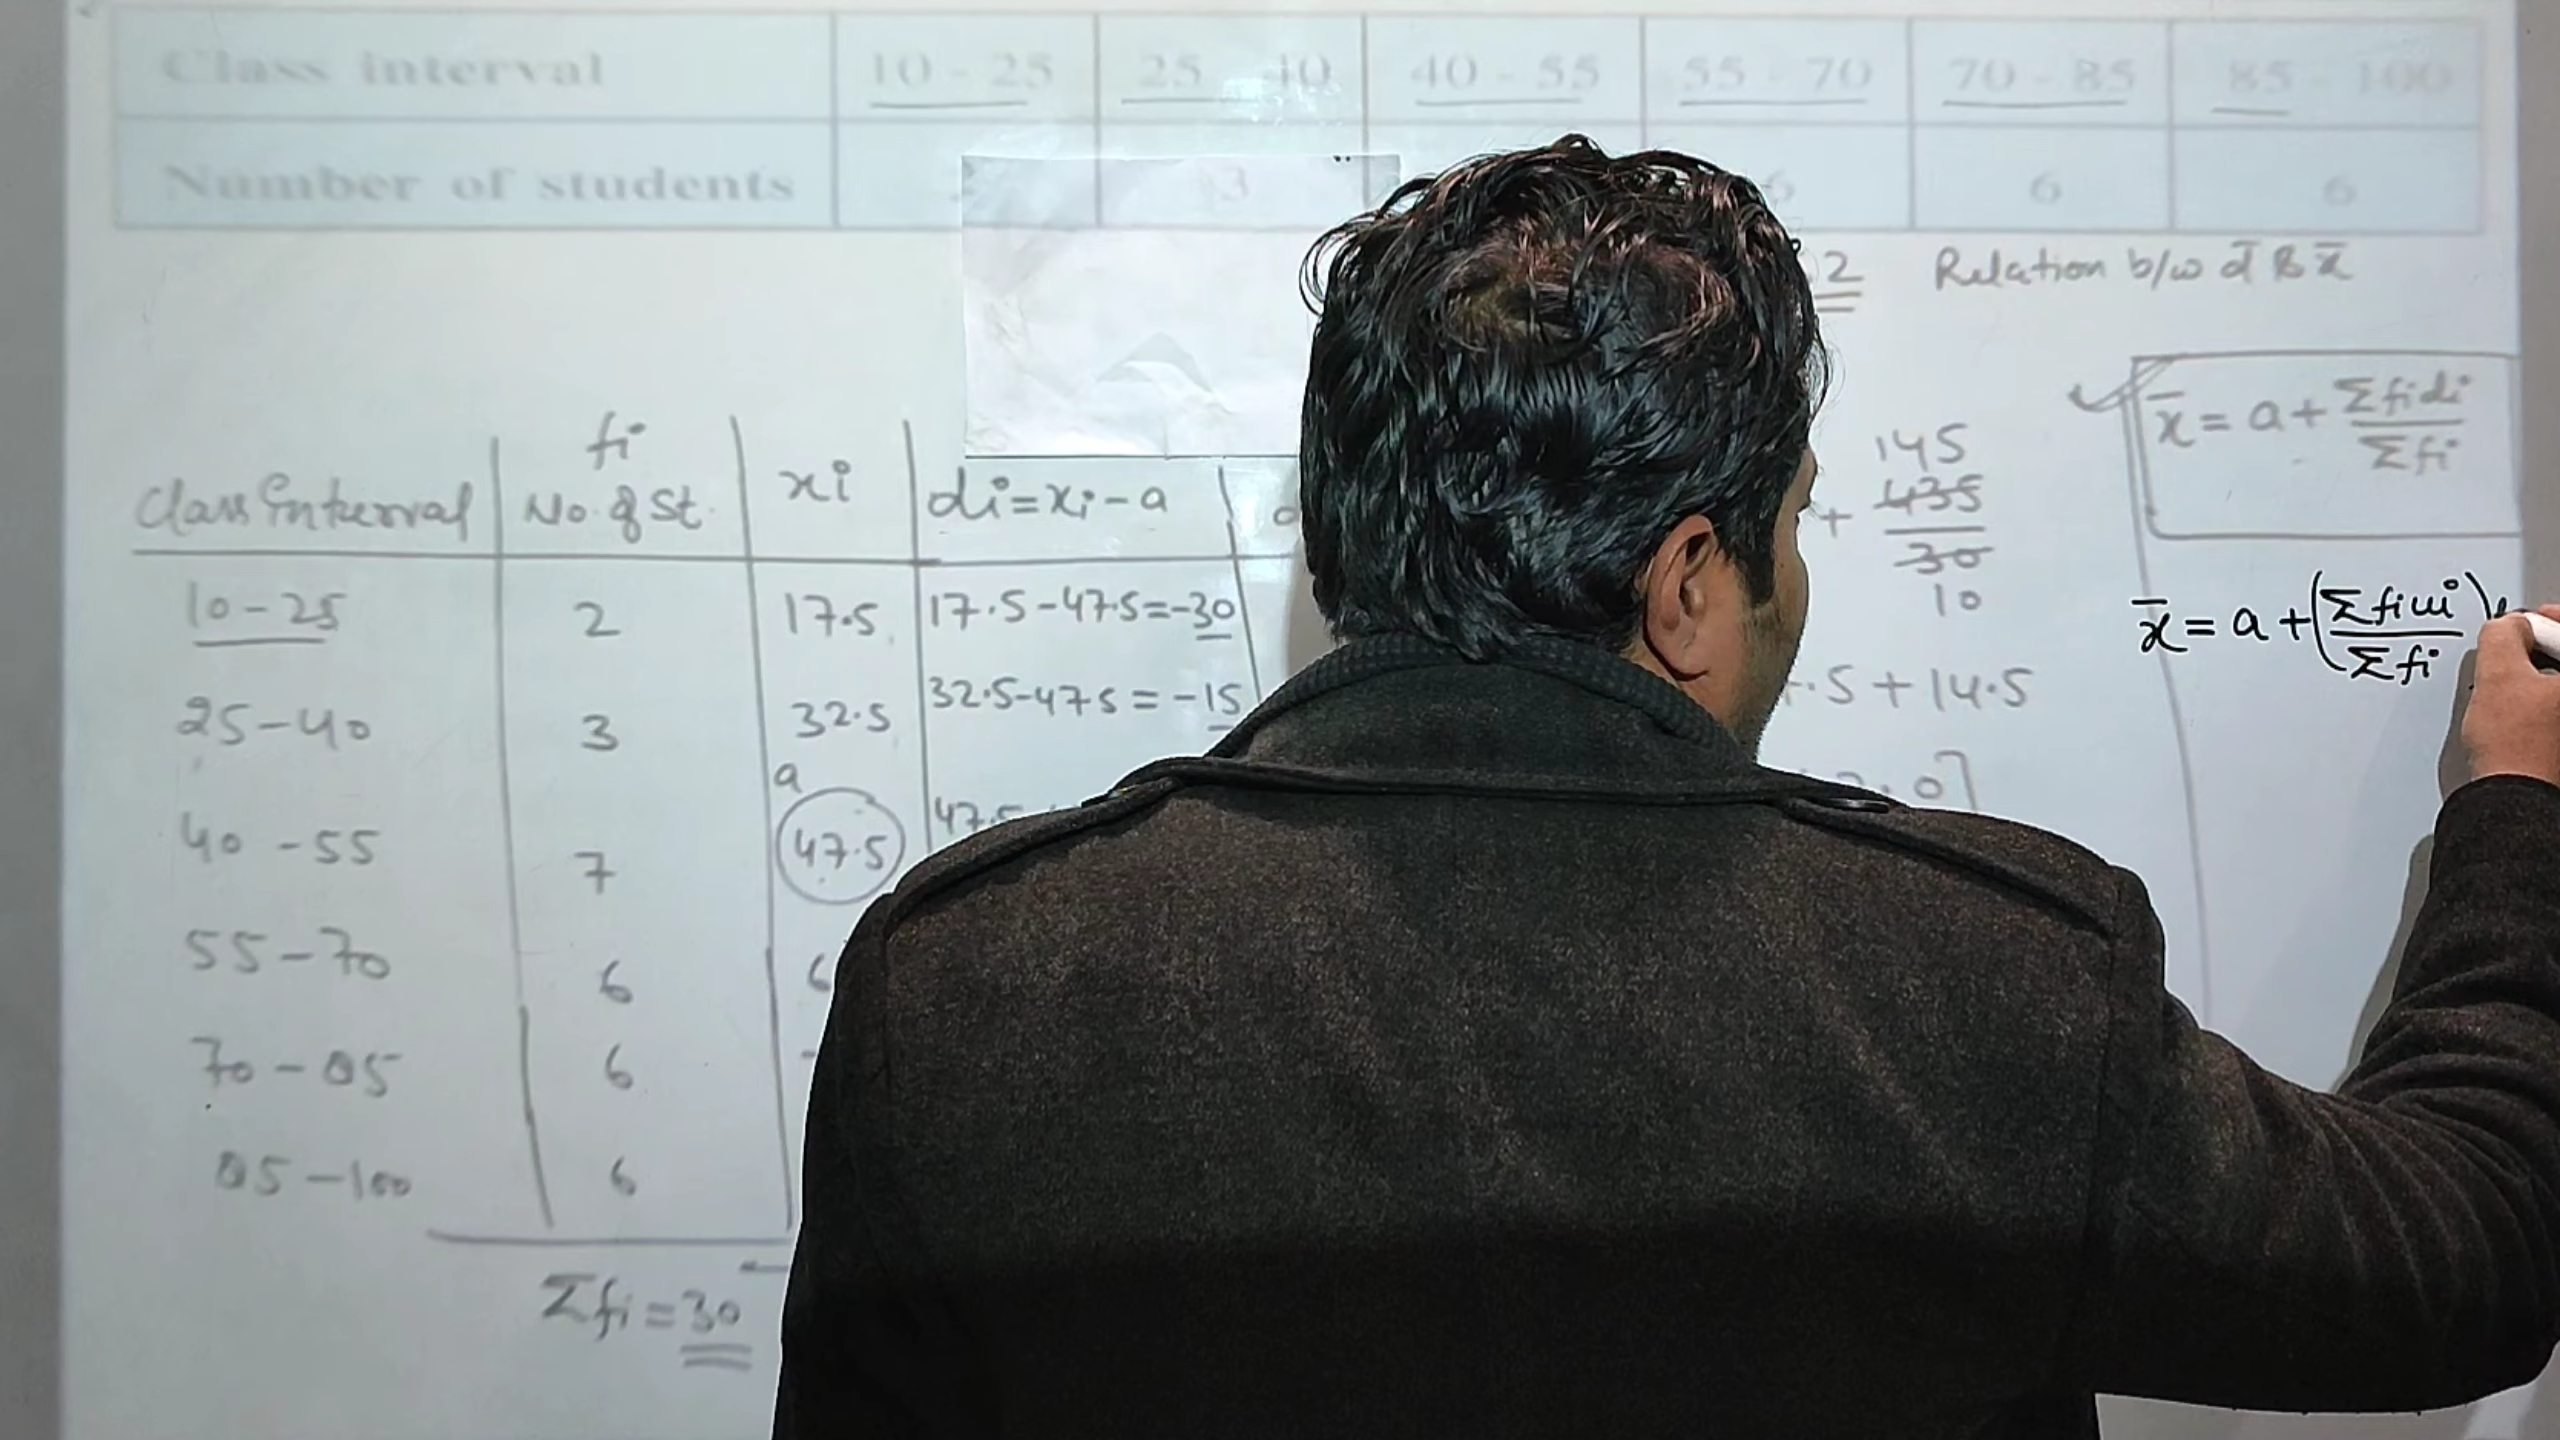 Class interval 10 - 25 25 - 40 40 - 55 55 - 70 70 - 85 85 - 100
Number of students 3 6 6 6
2 Relation b/w d̄ & x̄
x̄ = a + Σfidi / Σfi
fi
Class Interval No. of St. xi di = xi - a
145
+ 435 / 30
10
10 - 25 2 17.5 17.5 - 47.5 = -30
x̄ = a + (Σfiui / Σfi)
25 - 40 3 32.5 32.5 - 47.5 = -15
.5 + 14.5
a
40 - 55 7 47.5 47.5
.0]
55 - 70 6 6
70 - 85 6
85 - 100 6
Σfi = 30